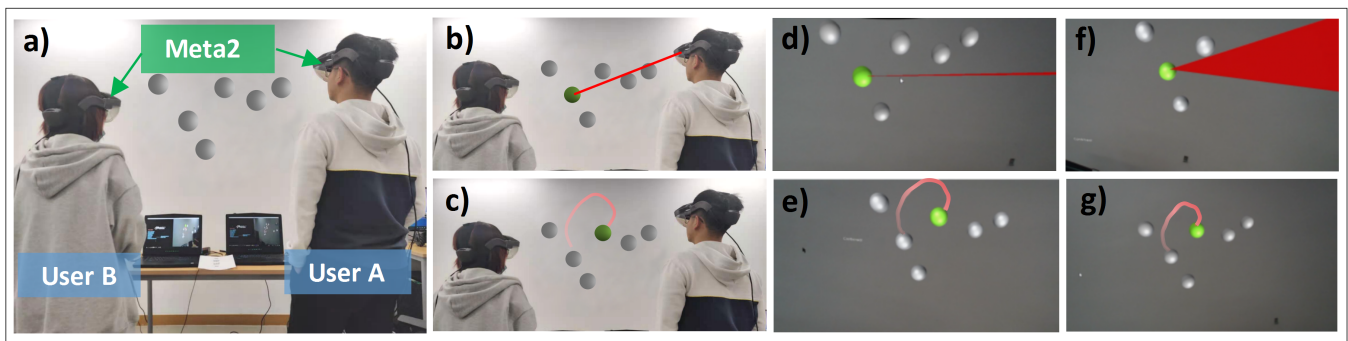 a)
Meta2
User B
User A
b)
c)
d)
e)
f)
g)